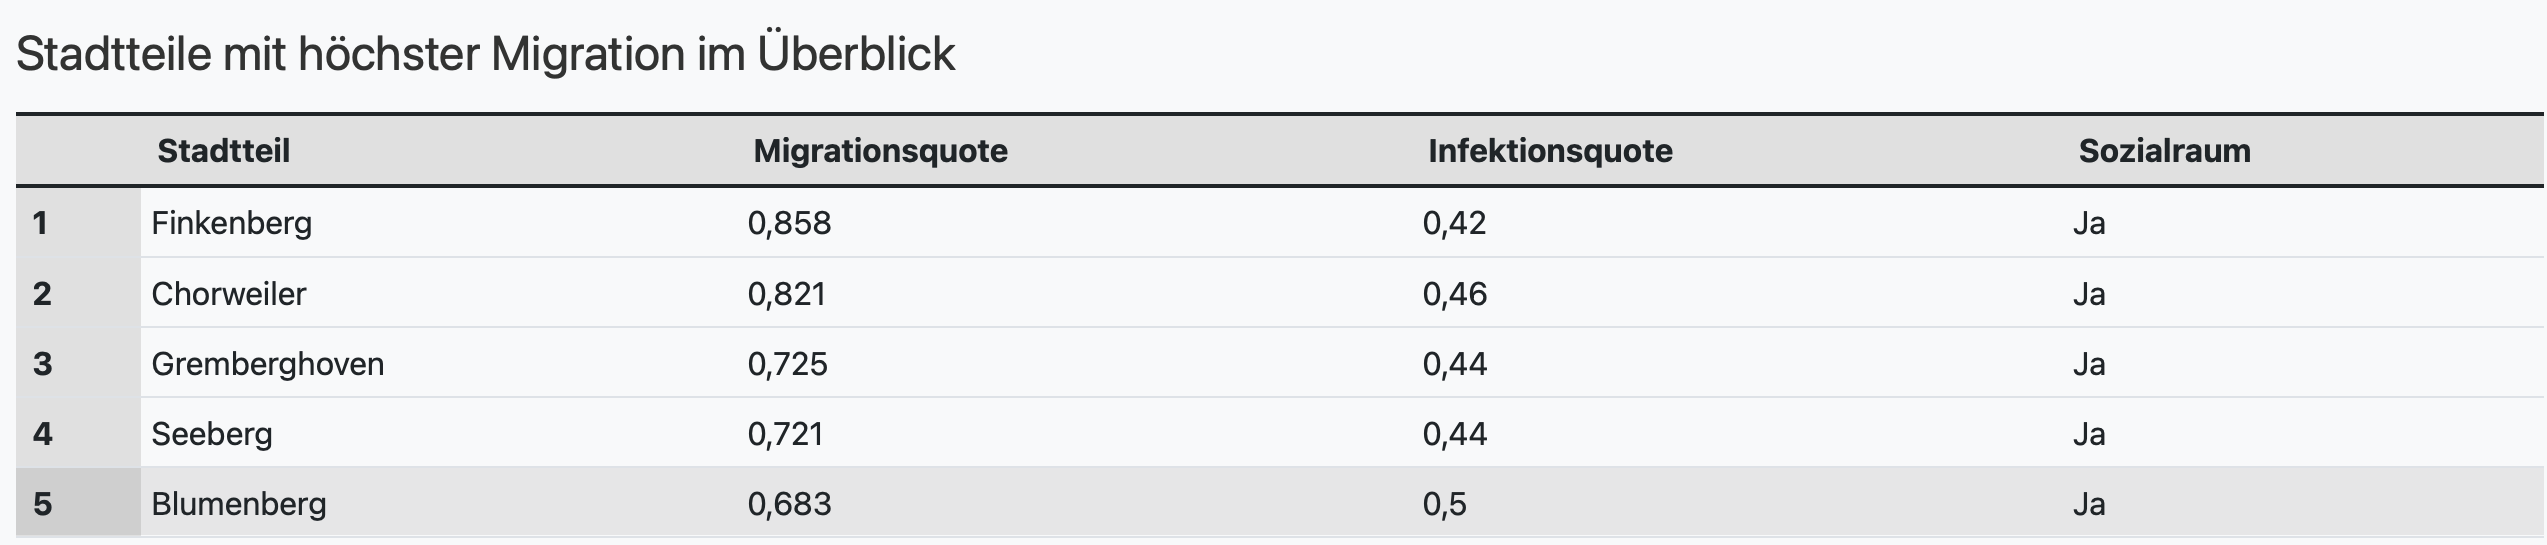 Stadtteile mit höchster Migration im Überblick
Stadtteil Migrationsquote Infektionsquote Sozialraum
1 Finkenberg 0,858 0,42 Ja
2 Chorweiler 0,821 0,46 Ja
3 Gremberghoven 0,725 0,44 Ja
4 Seeberg 0,721 0,44 Ja
5 Blumenberg 0,683 0,5 Ja